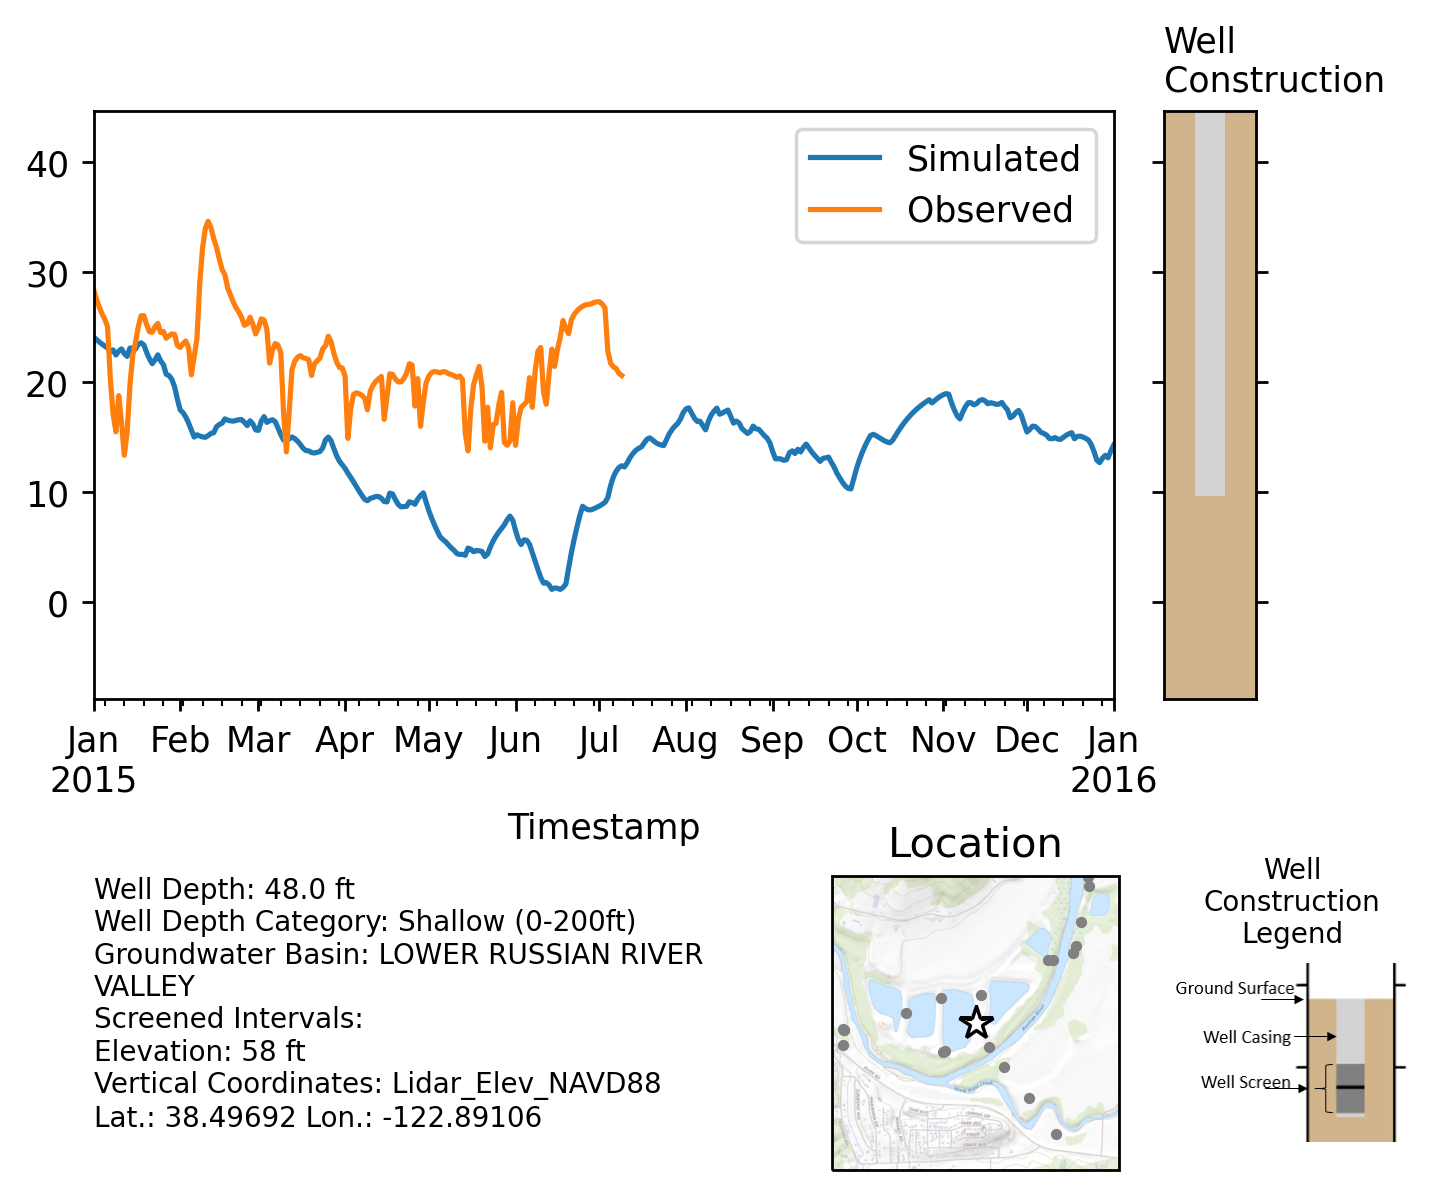 Well
Construction
40
30
20
10
0
Simulated
Observed
Jan Feb Mar Apr May Jun Jul Aug Sep Oct Nov Dec Jan
2015 2016
Timestamp
Well Depth: 48.0 ft
Well Depth Category: Shallow (0-200ft)
Groundwater Basin: LOWER RUSSIAN RIVER
VALLEY
Screened Intervals:
Elevation: 58 ft
Vertical Coordinates: Lidar_Elev_NAVD88
Lat.: 38.49692 Lon.: -122.89106
Location
Well
Construction
Legend
Ground Surface
Well Casing
Well Screen